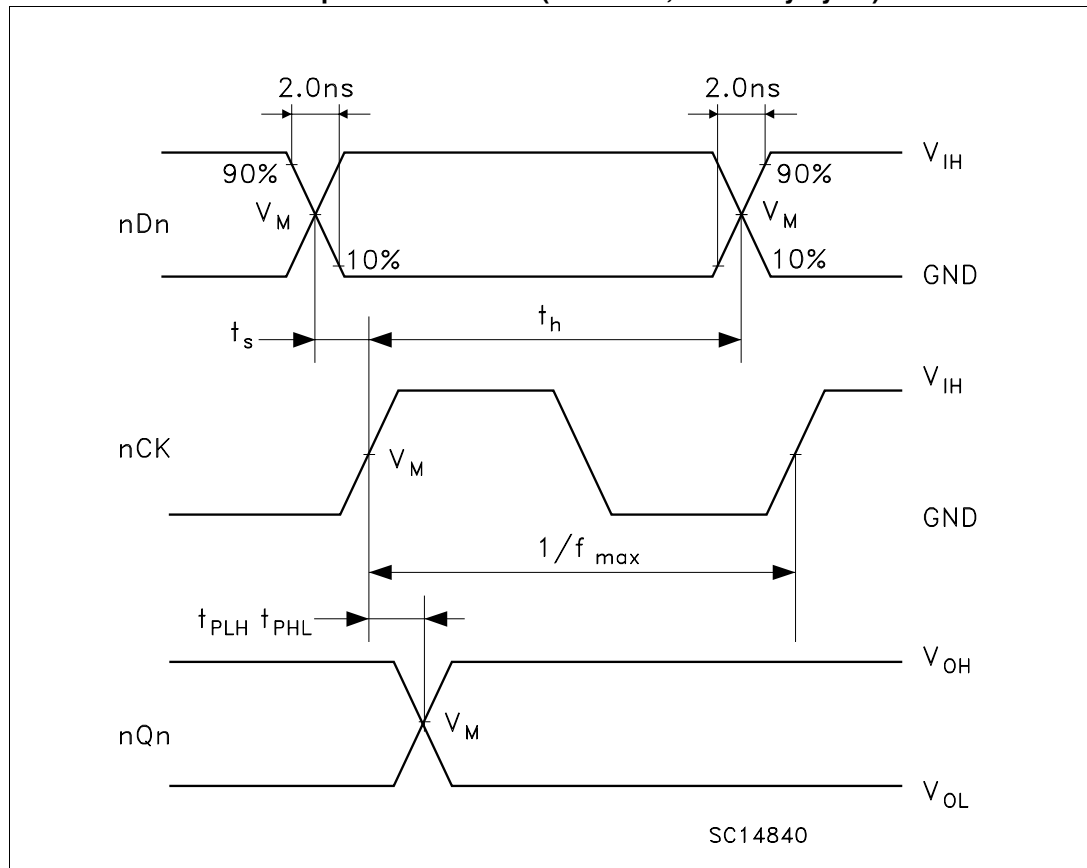 2.0ns 2.0ns
V_IH
90% 90%
nDn V_M V_M
10% 10%
GND
t_s t_h
V_IH
nCK V_M
GND
1/f max
t_PLH t_PHL
V_OH
nQn V_M
V_OL
SC14840